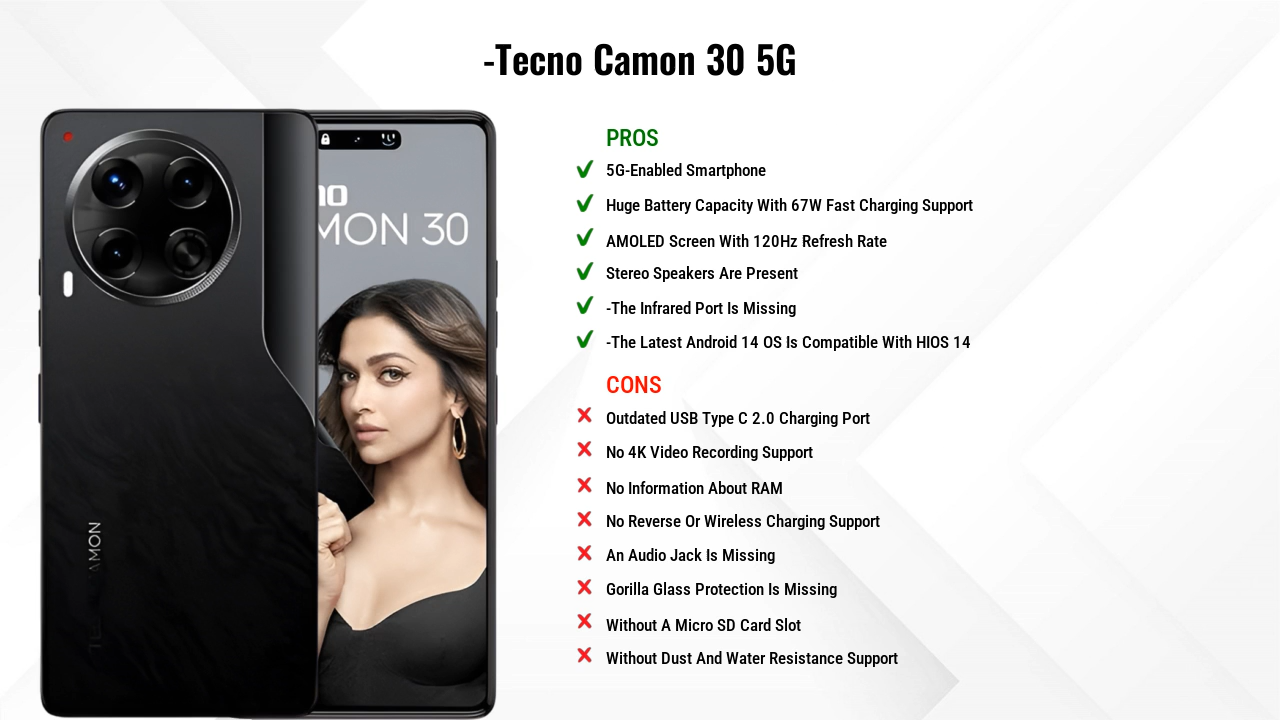 -Tecno Camon 30 5G
no
MON 30
AMON
PROS
5G-Enabled Smartphone
Huge Battery Capacity With 67W Fast Charging Support
AMOLED Screen With 120Hz Refresh Rate
Stereo Speakers Are Present
-The Infrared Port Is Missing
-The Latest Android 14 OS Is Compatible With HIOS 14
CONS
Outdated USB Type C 2.0 Charging Port
No 4K Video Recording Support
No Information About RAM
No Reverse Or Wireless Charging Support
An Audio Jack Is Missing
Gorilla Glass Protection Is Missing
Without A Micro SD Card Slot
Without Dust And Water Resistance Support